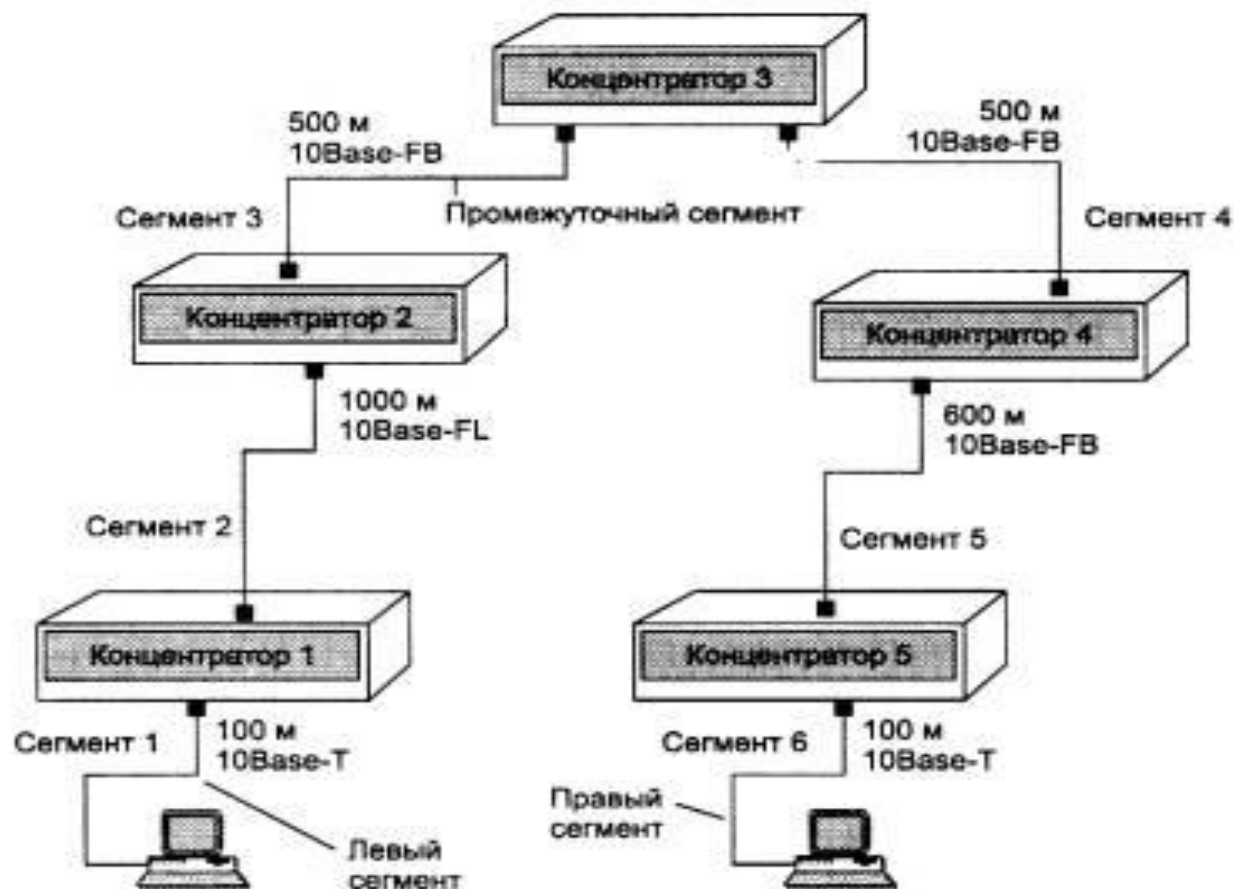 Концентратор 3
500 м
10Base-FB
500 м
10Base-FB
Сегмент 3
Промежуточный сегмент
Сегмент 4
Концентратор 2
Концентратор 4
1000 м
10Base-FL
600 м
10Base-FB
Сегмент 2
Сегмент 5
Концентратор 1
Концентратор 5
Сегмент 1
100 м
10Base-T
Сегмент 6
100 м
10Base-T
Левый
сегмент
Правый
сегмент